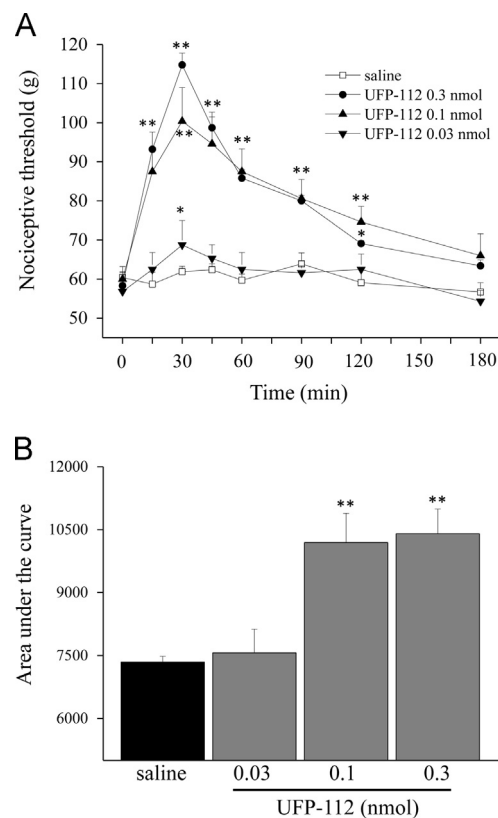 A
Nociceptive threshold (g)
120
110
100
90
80
70
60
50
**
**
**
**
**
*
**
**
**
*
saline
UFP-112 0.3 nmol
UFP-112 0.1 nmol
UFP-112 0.03 nmol
0 30 60 90 120 150 180
Time (min)
B
Area under the curve
12000
10500
9000
7500
6000
**
**
saline 0.03 0.1 0.3
UFP-112 (nmol)